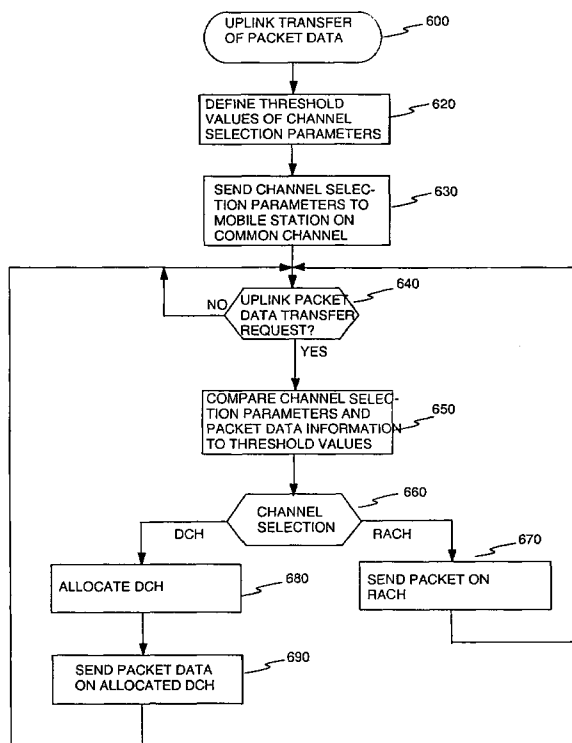 UPLINK TRANSFER
OF PACKET DATA
600
DEFINE THRESHOLD
VALUES OF CHANNEL
SELECTION PARAMETERS
620
SEND CHANNEL SELEC-
TION PARAMETERS TO
MOBILE STATION ON
COMMON CHANNEL
630
NO
UPLINK PACKET
DATA TRANSFER
REQUEST?
640
YES
COMPARE CHANNEL SELEC-
TION PARAMETERS AND
PACKET DATA INFORMATION
TO THRESHOLD VALUES
650
CHANNEL
SELECTION
660
DCH
RACH
ALLOCATE DCH
680
SEND PACKET ON
RACH
670
SEND PACKET DATA
ON ALLOCATED DCH
690